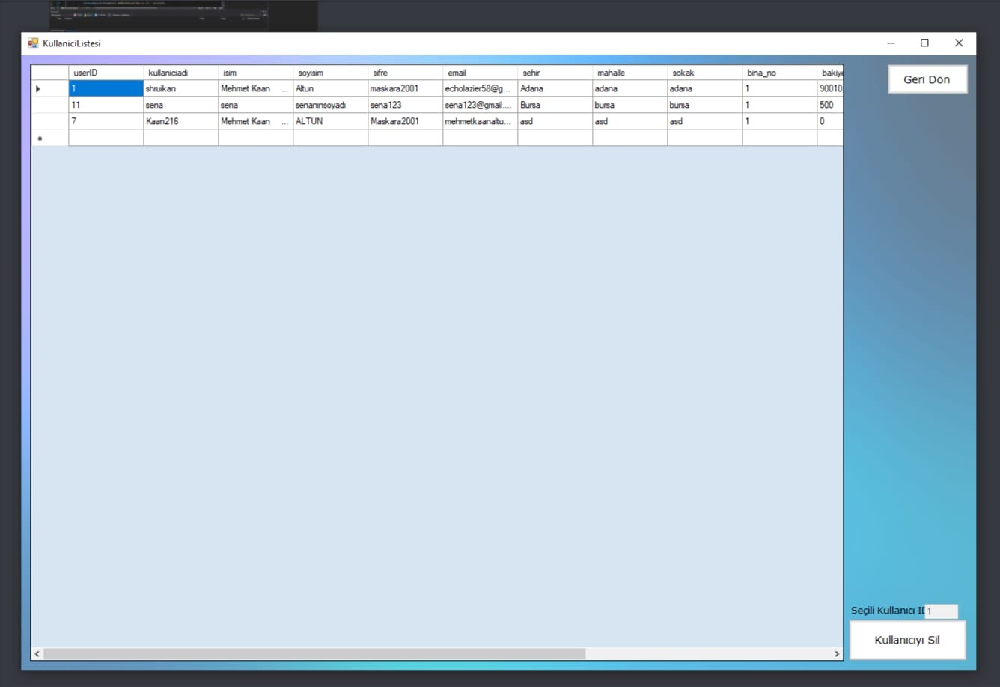 KullaniciListesi
userID kullaniciadi isim soyisim sifre email sehir mahalle sokak bina_no bakiye
1 shruikan Mehmet Kaan ... Altun maskara2001 echolazier58@g... Adana adana adana 1 90010
11 sena sena senanınsoyadı sena123 sena123@gmail.... Bursa bursa bursa 1 500
7 Kaan216 Mehmet Kaan ... ALTUN Maskara2001 mehmetkaanaltu... asd asd asd 1 0
Geri Dön
Seçili Kullanıcı ID 1
Kullanıcıyı Sil